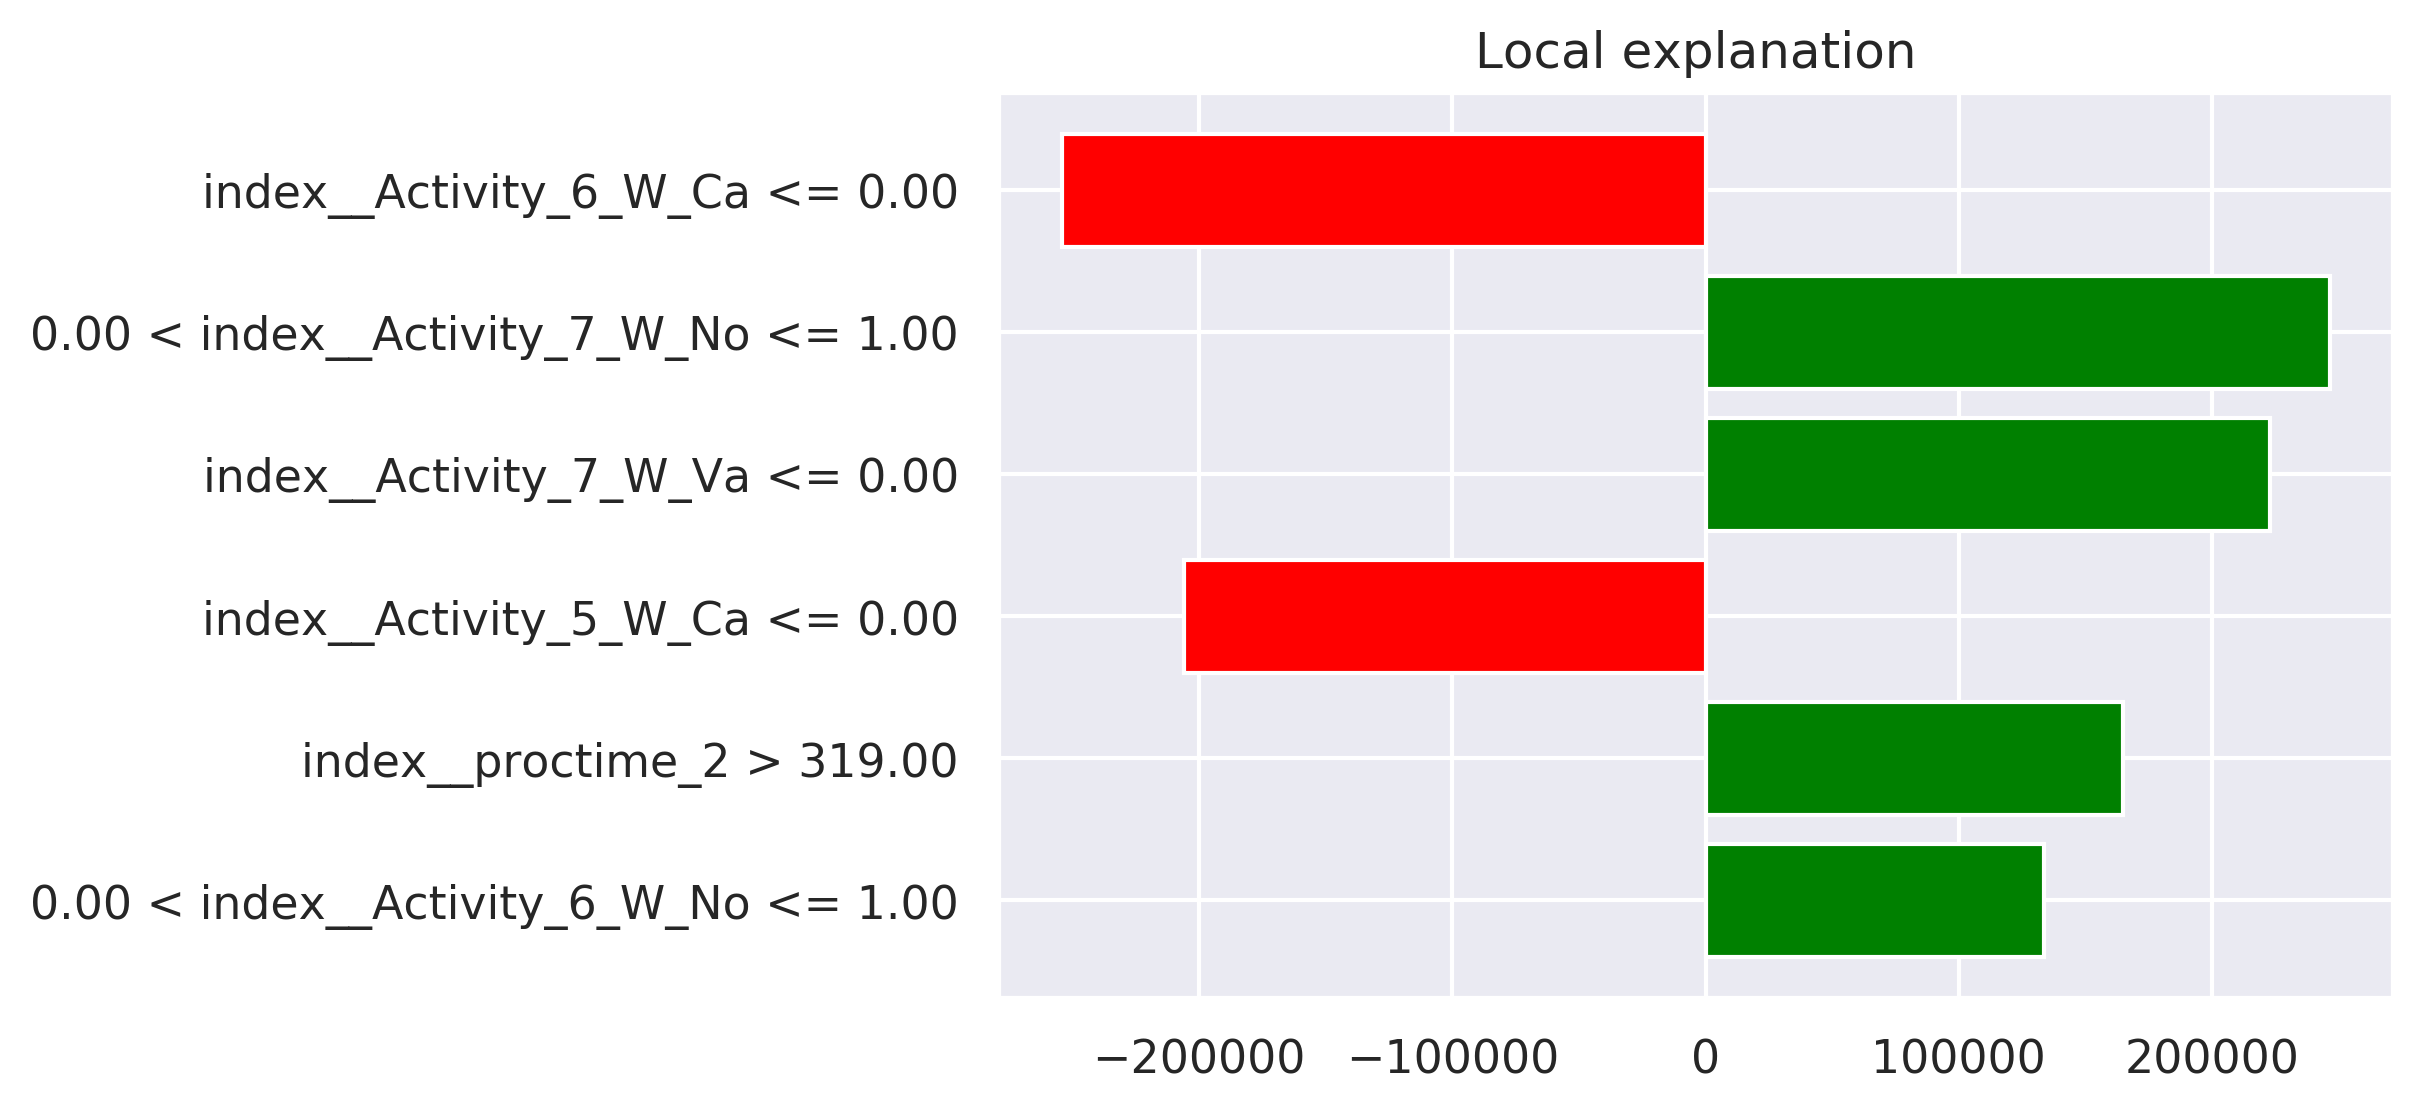 Local explanation
index__Activity_6_W_Ca <= 0.00
0.00 < index__Activity_7_W_No <= 1.00
index__Activity_7_W_Va <= 0.00
index__Activity_5_W_Ca <= 0.00
index__proctime_2 > 319.00
0.00 < index__Activity_6_W_No <= 1.00
−200000 −100000 0 100000 200000